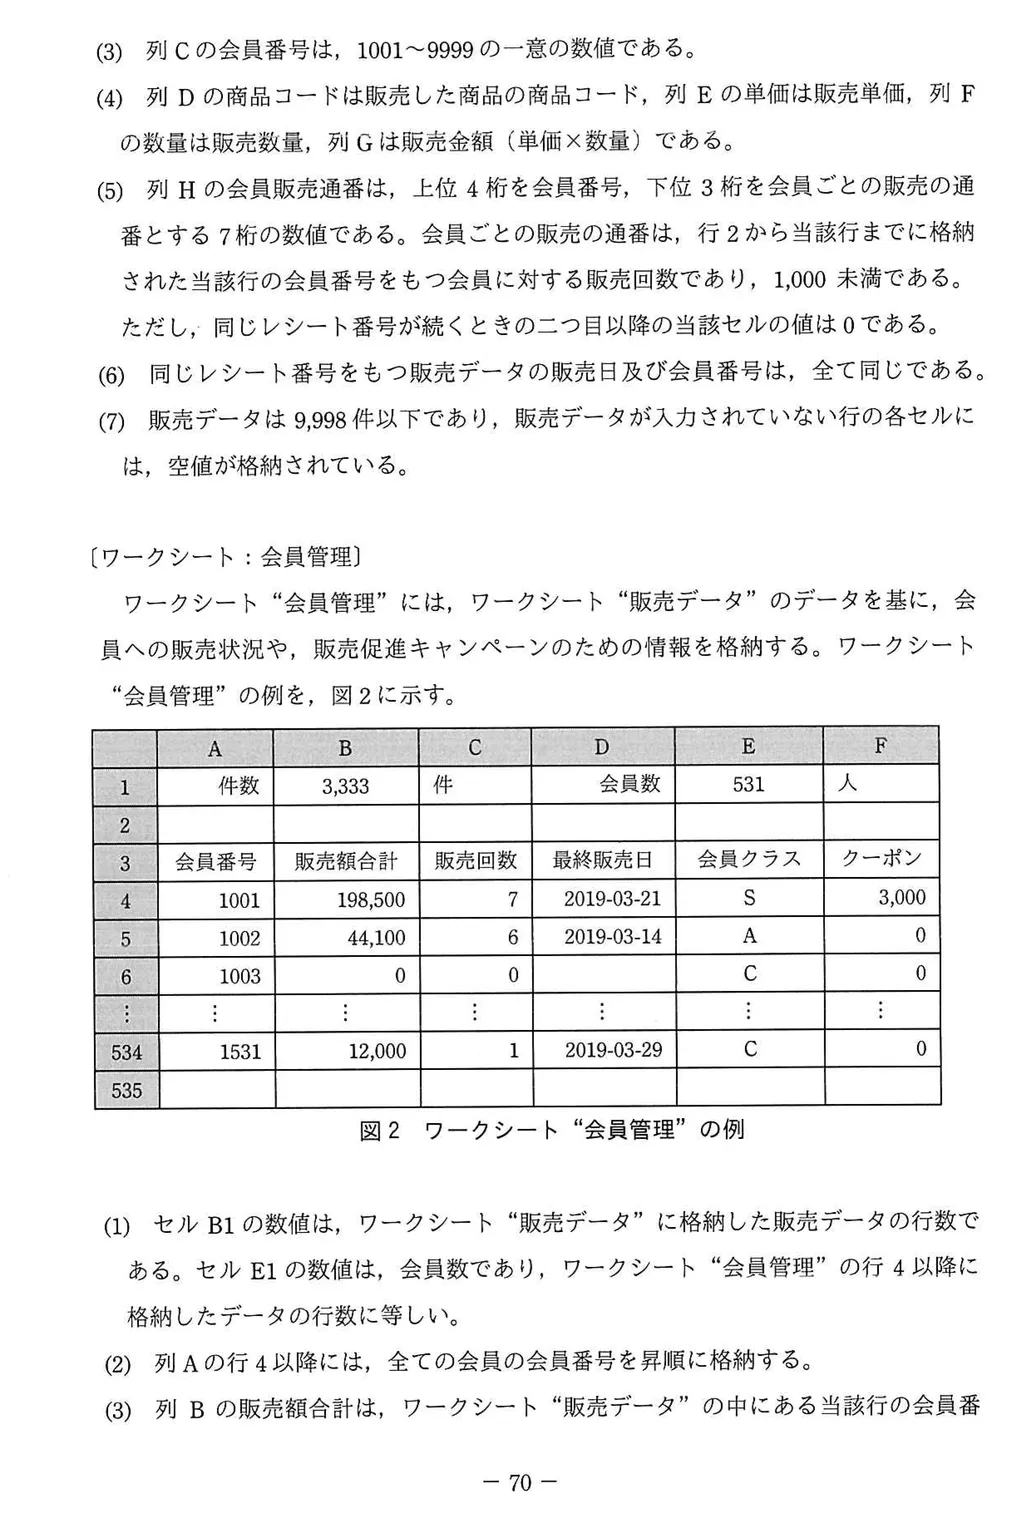 (3) 列 C の会員番号は，1001～9999 の一意の数値である。
(4) 列 D の商品コードは販売した商品の商品コード，列 E の単価は販売単価，列 F
の数量は販売数量，列 G は販売金額（単価×数量）である。
(5) 列 H の会員販売通番は，上位 4 桁を会員番号，下位 3 桁を会員ごとの販売の通
番とする 7 桁の数値である。会員ごとの販売の通番は，行 2 から当該行までに格納
された当該行の会員番号をもつ会員に対する販売回数であり，1,000 未満である。
ただし，同じレシート番号が続くときの二つ目以降の当該セルの値は 0 である。
(6) 同じレシート番号をもつ販売データの販売日及び会員番号は，全て同じである。
(7) 販売データは 9,998 件以下であり，販売データが入力されていない行の各セルに
は，空値が格納されている。
〔ワークシート：会員管理〕
ワークシート“会員管理”には，ワークシート“販売データ”のデータを基に，会
員への販売状況や，販売促進キャンペーンのための情報を格納する。ワークシート
“会員管理”の例を，図 2 に示す。
A B C D E F
1 件数 3,333 件 会員数 531 人
2
3 会員番号 販売額合計 販売回数 最終販売日 会員クラス クーポン
4 1001 198,500 7 2019-03-21 S 3,000
5 1002 44,100 6 2019-03-14 A 0
6 1003 0 0 C 0
⋮ ⋮ ⋮ ⋮ ⋮ ⋮ ⋮
534 1531 12,000 1 2019-03-29 C 0
535
図 2 ワークシート“会員管理”の例
(1) セル B1 の数値は，ワークシート“販売データ”に格納した販売データの行数で
ある。セル E1 の数値は，会員数であり，ワークシート“会員管理”の行 4 以降に
格納したデータの行数に等しい。
(2) 列 A の行 4 以降には，全ての会員の会員番号を昇順に格納する。
(3) 列 B の販売額合計は，ワークシート“販売データ”の中にある当該行の会員番
－ 70 －